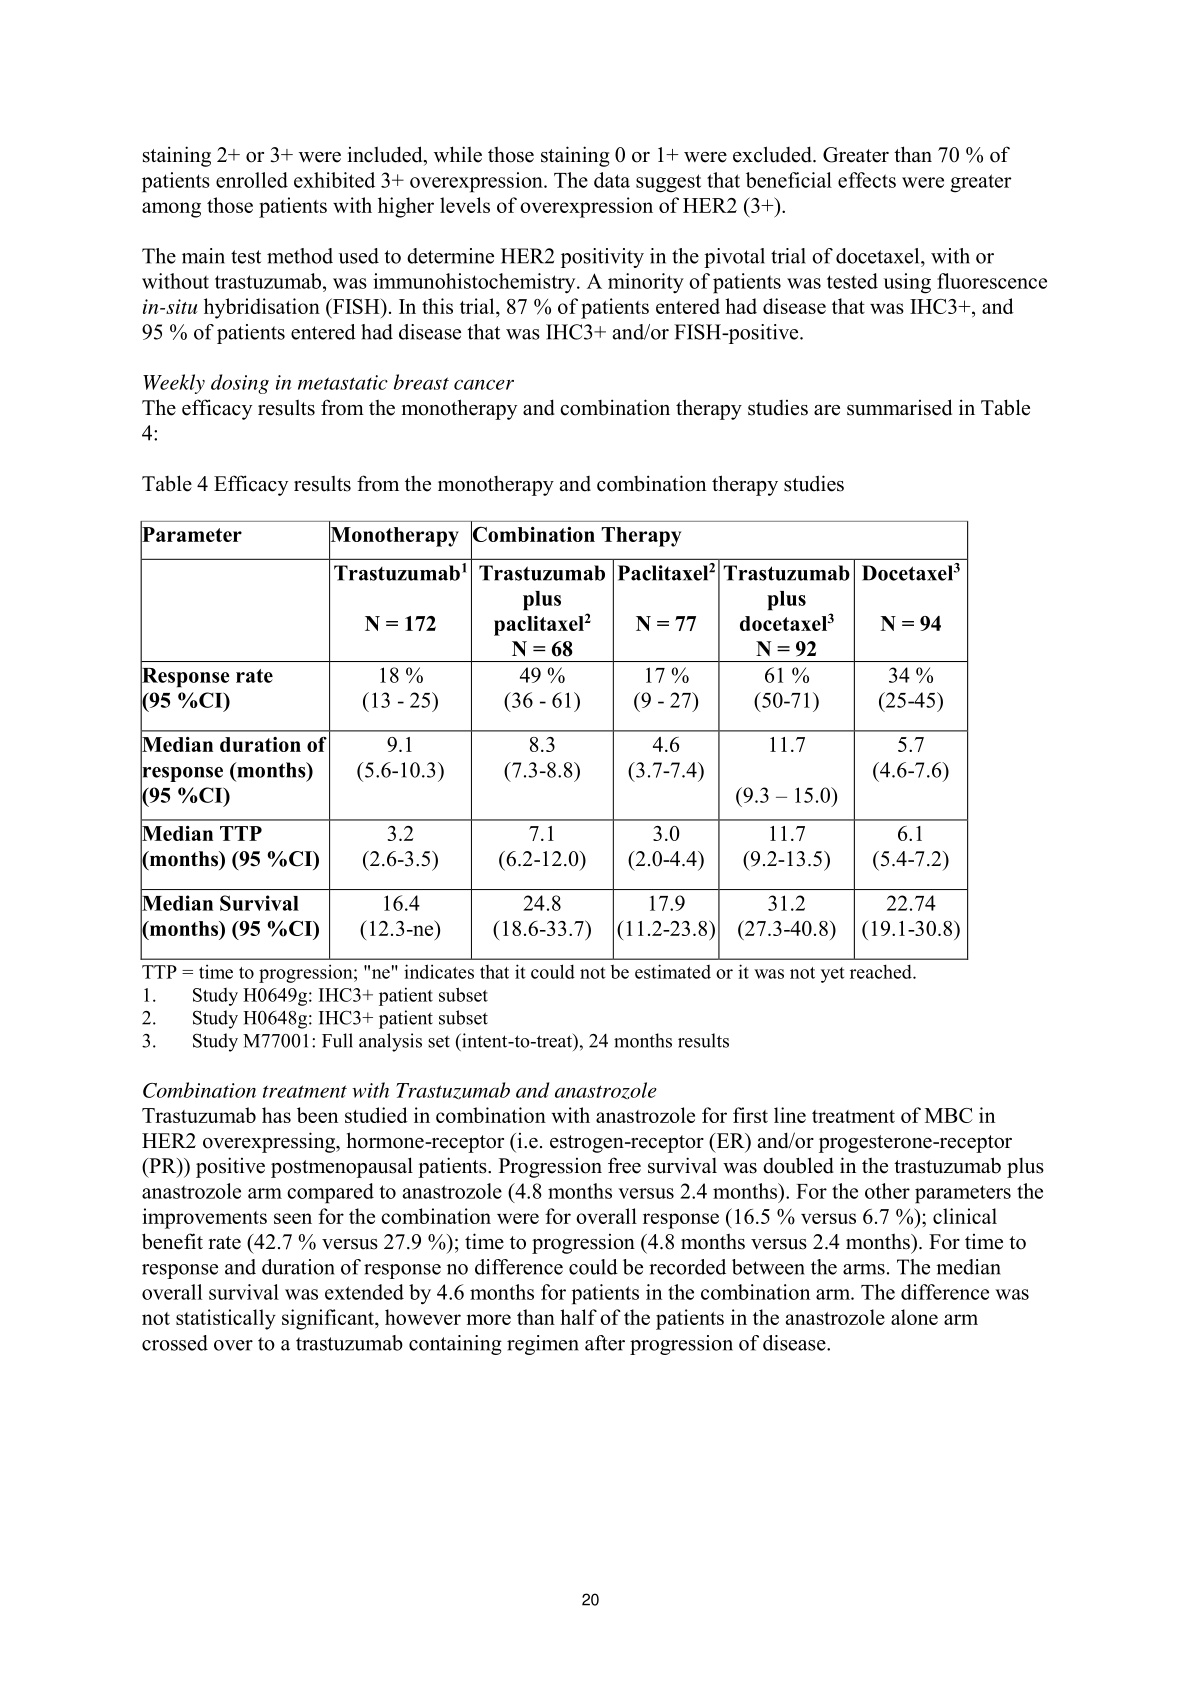 staining 2+ or 3+ were included, while those staining 0 or 1+ were excluded. Greater than 70 % of
patients enrolled exhibited 3+ overexpression. The data suggest that beneficial effects were greater
among those patients with higher levels of overexpression of HER2 (3+).
The main test method used to determine HER2 positivity in the pivotal trial of docetaxel, with or
without trastuzumab, was immunohistochemistry. A minority of patients was tested using fluorescence
in-situ hybridisation (FISH). In this trial, 87 % of patients entered had disease that was IHC3+, and
95 % of patients entered had disease that was IHC3+ and/or FISH-positive.
Weekly dosing in metastatic breast cancer
The efficacy results from the monotherapy and combination therapy studies are summarised in Table
4:
Table 4 Efficacy results from the monotherapy and combination therapy studies
Parameter Monotherapy Combination Therapy
Trastuzumab¹ Trastuzumab Paclitaxel² Trastuzumab Docetaxel³
plus plus
N = 172 paclitaxel² N = 77 docetaxel³ N = 94
N = 68 N = 92
Response rate 18 % 49 % 17 % 61 % 34 %
(95 %CI) (13 - 25) (36 - 61) (9 - 27) (50-71) (25-45)
Median duration of 9.1 8.3 4.6 11.7 5.7
response (months) (5.6-10.3) (7.3-8.8) (3.7-7.4) (4.6-7.6)
(95 %CI) (9.3 – 15.0)
Median TTP 3.2 7.1 3.0 11.7 6.1
(months) (95 %CI) (2.6-3.5) (6.2-12.0) (2.0-4.4) (9.2-13.5) (5.4-7.2)
Median Survival 16.4 24.8 17.9 31.2 22.74
(months) (95 %CI) (12.3-ne) (18.6-33.7) (11.2-23.8) (27.3-40.8) (19.1-30.8)
TTP = time to progression; "ne" indicates that it could not be estimated or it was not yet reached.
1. Study H0649g: IHC3+ patient subset
2. Study H0648g: IHC3+ patient subset
3. Study M77001: Full analysis set (intent-to-treat), 24 months results
Combination treatment with Trastuzumab and anastrozole
Trastuzumab has been studied in combination with anastrozole for first line treatment of MBC in
HER2 overexpressing, hormone-receptor (i.e. estrogen-receptor (ER) and/or progesterone-receptor
(PR)) positive postmenopausal patients. Progression free survival was doubled in the trastuzumab plus
anastrozole arm compared to anastrozole (4.8 months versus 2.4 months). For the other parameters the
improvements seen for the combination were for overall response (16.5 % versus 6.7 %); clinical
benefit rate (42.7 % versus 27.9 %); time to progression (4.8 months versus 2.4 months). For time to
response and duration of response no difference could be recorded between the arms. The median
overall survival was extended by 4.6 months for patients in the combination arm. The difference was
not statistically significant, however more than half of the patients in the anastrozole alone arm
crossed over to a trastuzumab containing regimen after progression of disease.
20